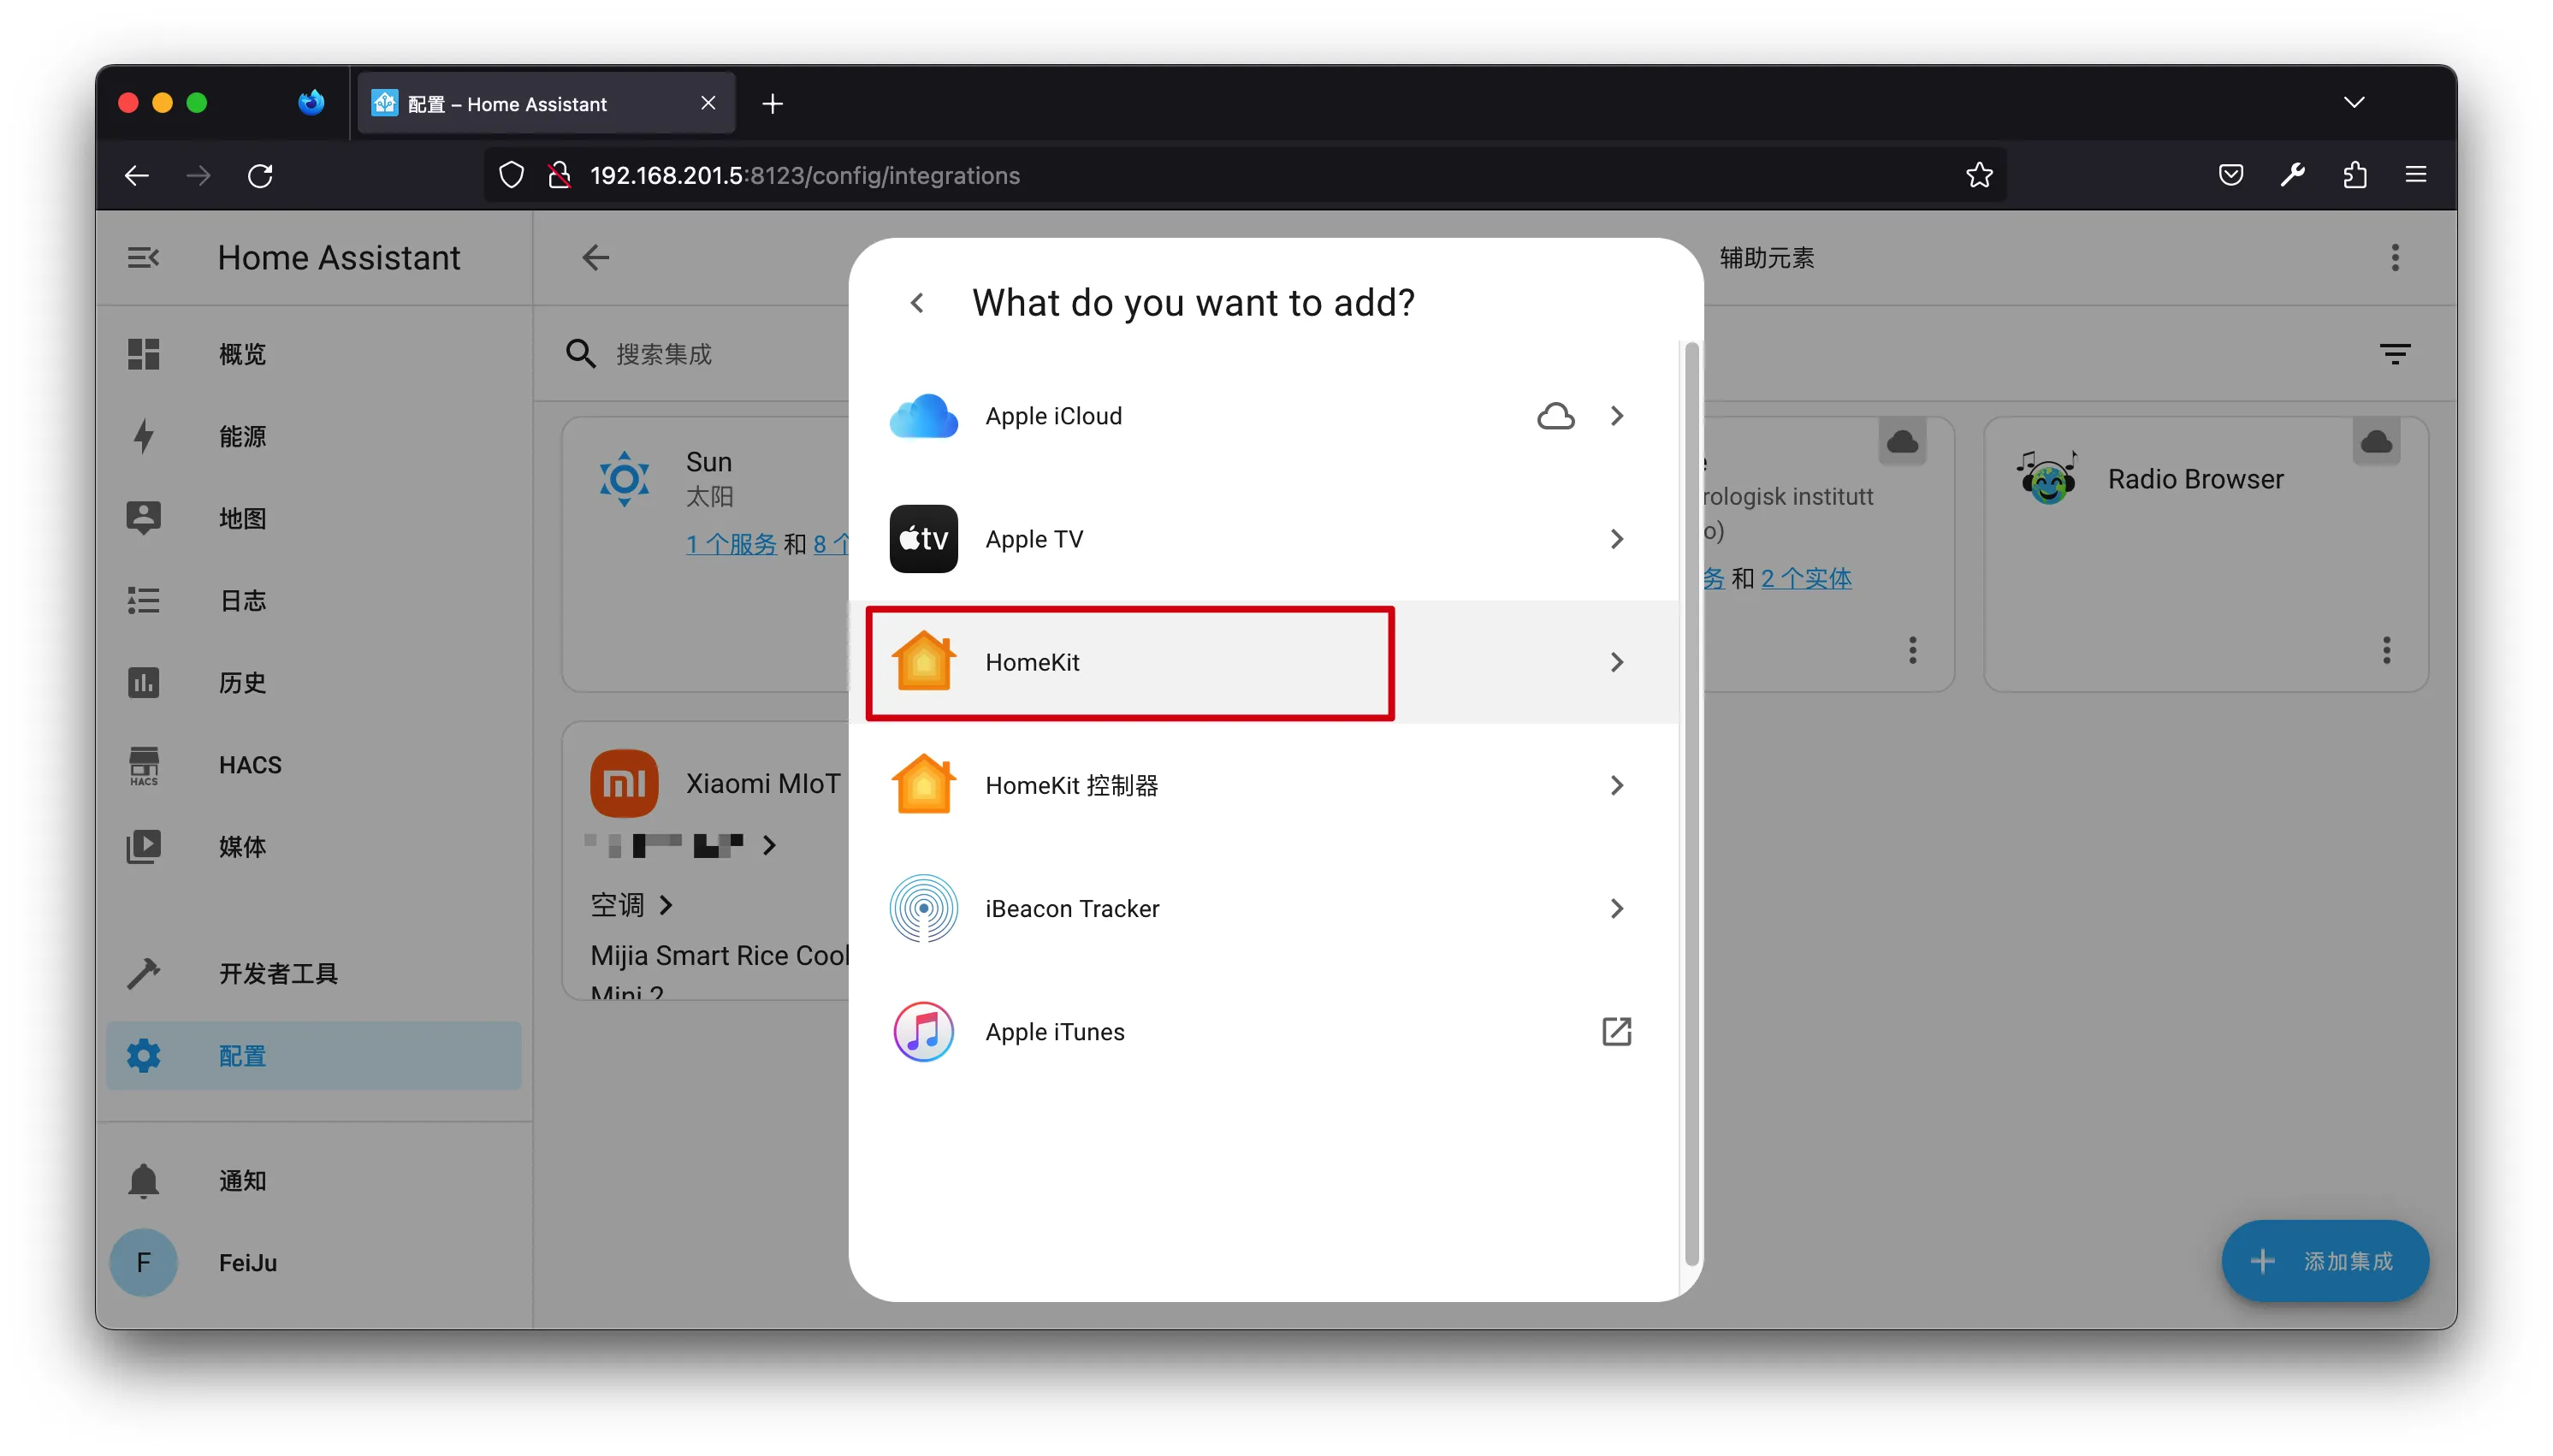 配置 – Home Assistant
192.168.201.5:8123/config/integrations
Home Assistant
概览
能源
地图
日志
历史
HACS
HACS
媒体
开发者工具
配置
通知
F
FeiJu
辅助元素
搜索集成
Sun
太阳
1 个服务 和 8 个
Xiaomi MIoT
空调
Mijia Smart Rice Cool
Mini 2
What do you want to add?
Apple iCloud
tv
Apple TV
HomeKit
HomeKit 控制器
iBeacon Tracker
Apple iTunes
rologisk institutt
o)
务 和 2 个实体
Radio Browser
添加集成